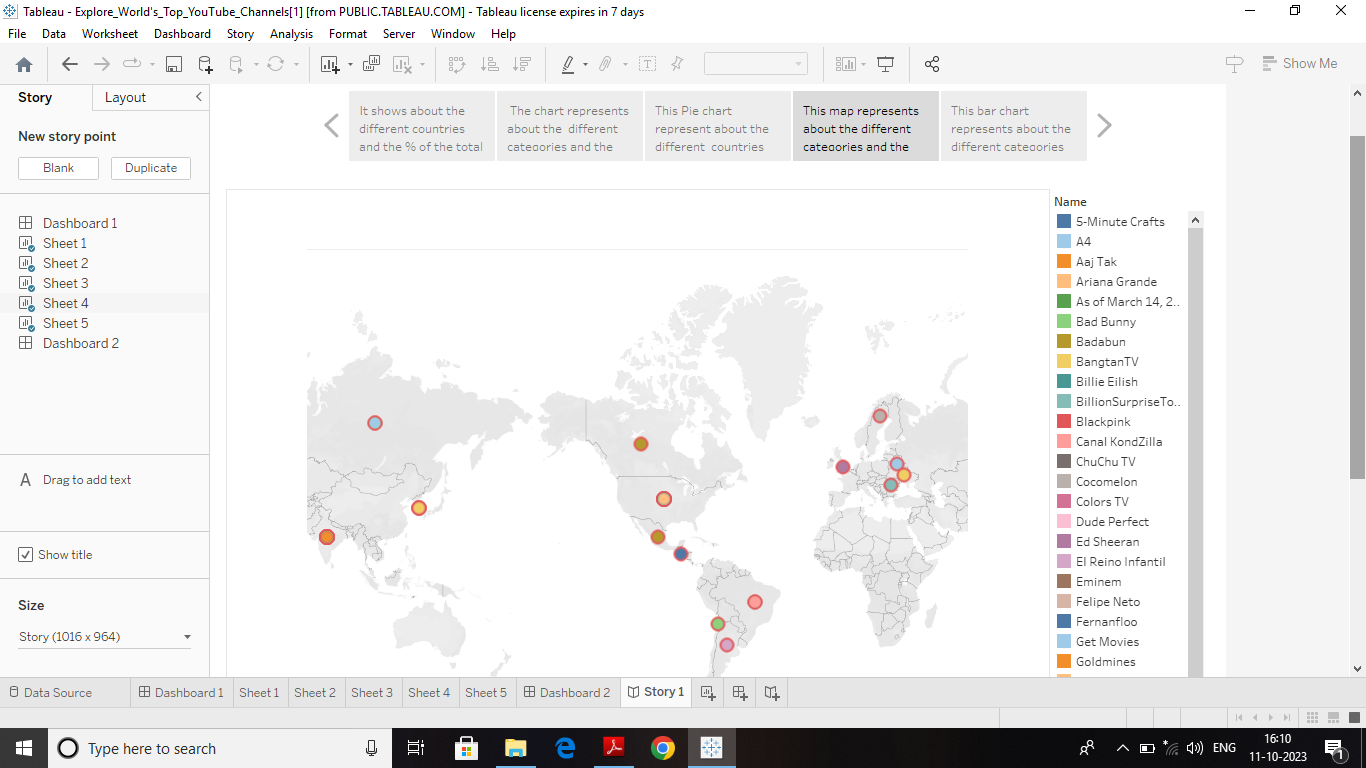 Tableau - Explore_World's_Top_YouTube_Channels[1] [from PUBLIC.TABLEAU.COM] - Tableau license expires in 7 days
File Data Worksheet Dashboard Story Analysis Format Server Window Help
Show Me
Story Layout
New story point
Blank Duplicate
Dashboard 1
Sheet 1
Sheet 2
Sheet 3
Sheet 4
Sheet 5
Dashboard 2
A Drag to add text
Show title
Size
Story (1016 x 964)
It shows about the
different countries
and the % of the total
The chart represents
about the different
categories and the
This Pie chart
represent about the
different countries
This map represents
about the different
categories and the
This bar chart
represents about the
different categories
Name
5-Minute Crafts
A4
Aaj Tak
Ariana Grande
As of March 14, 2..
Bad Bunny
Badabun
BangtanTV
Billie Eilish
BillionSurpriseTo..
Blackpink
Canal KondZilla
ChuChu TV
Cocomelon
Colors TV
Dude Perfect
Ed Sheeran
El Reino Infantil
Eminem
Felipe Neto
Fernanfloo
Get Movies
Goldmines
Data Source Dashboard 1 Sheet 1 Sheet 2 Sheet 3 Sheet 4 Sheet 5 Dashboard 2 Story 1
Type here to search
ENG
16:10
11-10-2023
1